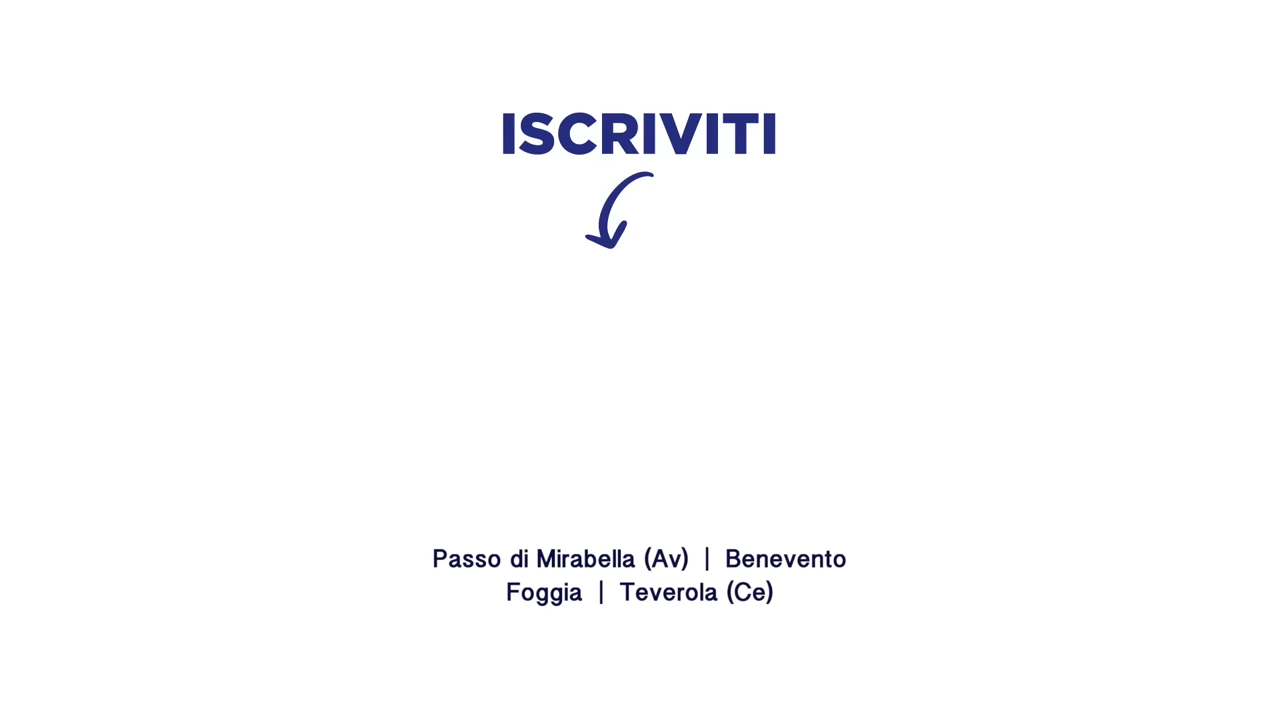 ISCRIVITI
Passo di Mirabella (Av) | Benevento
Foggia | Teverola (Ce)